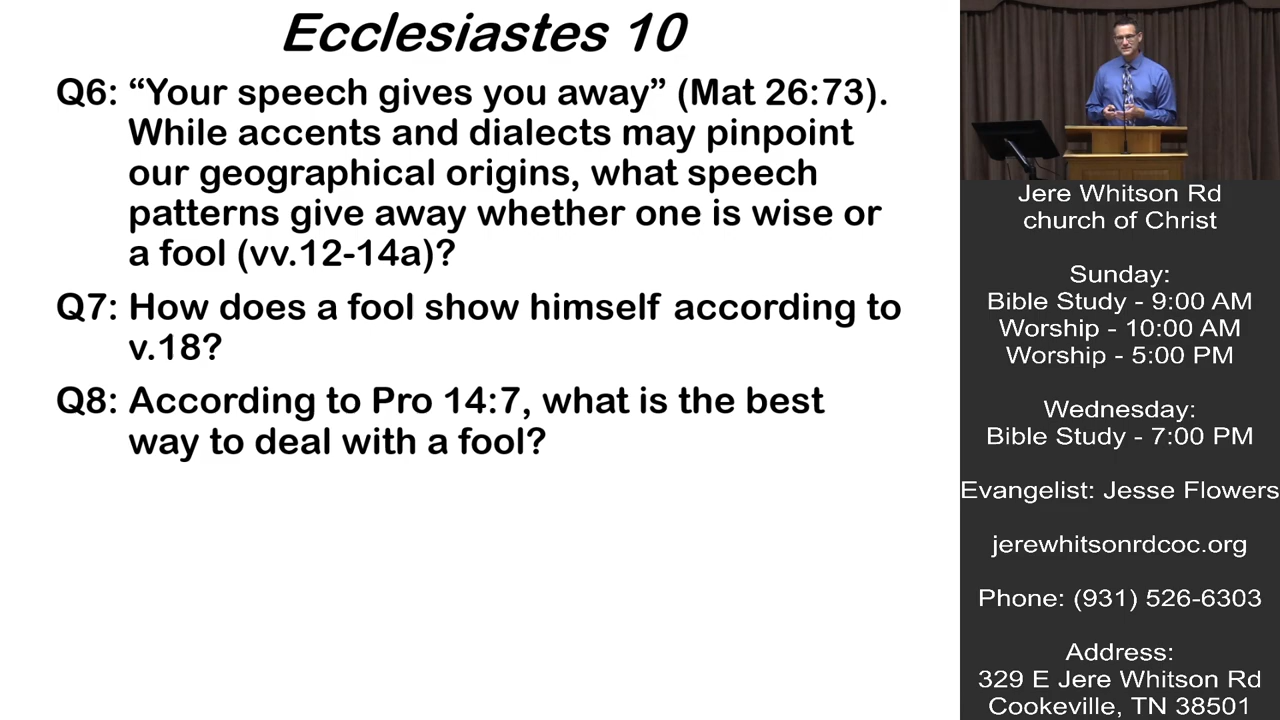 Ecclesiastes 10
Q6: “Your speech gives you away” (Mat 26:73).
While accents and dialects may pinpoint
our geographical origins, what speech
patterns give away whether one is wise or
a fool (vv.12-14a)?
Q7: How does a fool show himself according to
v.18?
Q8: According to Pro 14:7, what is the best
way to deal with a fool?
Jere Whitson Rd
church of Christ
Sunday:
Bible Study - 9:00 AM
Worship - 10:00 AM
Worship - 5:00 PM
Wednesday:
Bible Study - 7:00 PM
Evangelist: Jesse Flowers
jerewhitsonrdcoc.org
Phone: (931) 526-6303
Address:
329 E Jere Whitson Rd
Cookeville, TN 38501